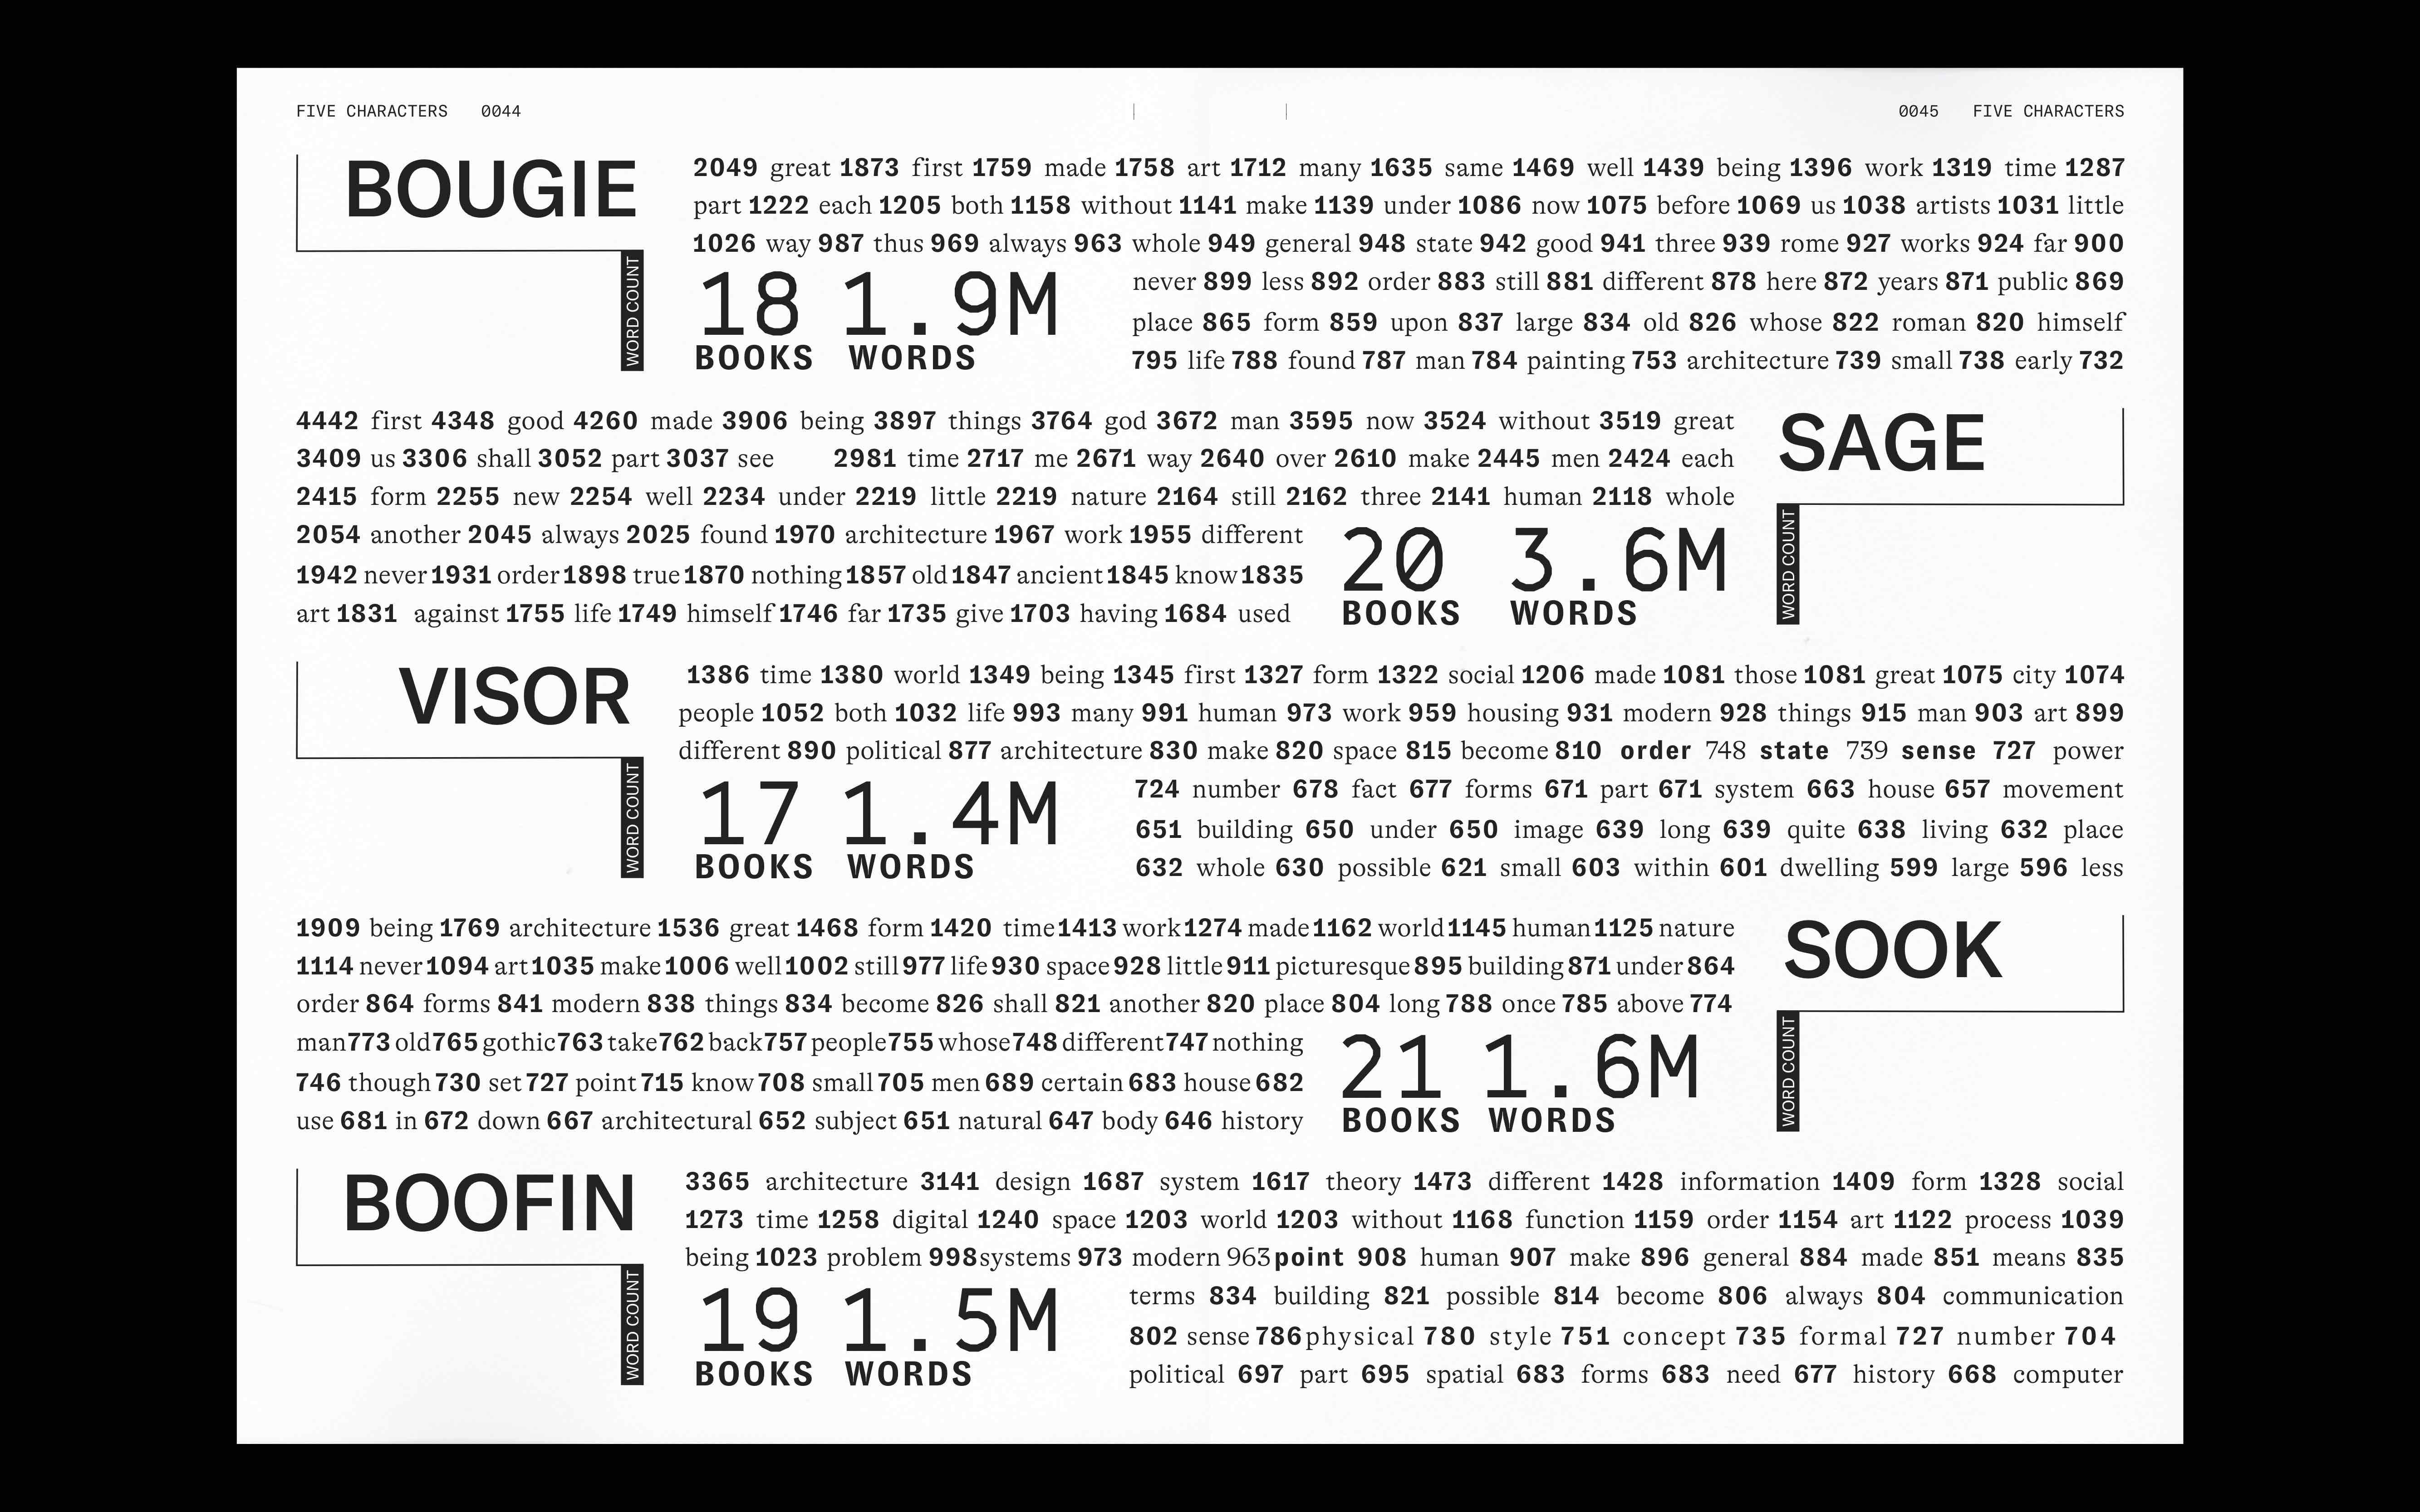 FIVE CHARACTERS 0044
0045 FIVE CHARACTERS
BOUGIE
WORD COUNT
2049 great 1873 first 1759 made 1758 art 1712 many 1635 same 1469 well 1439 being 1396 work 1319 time 1287
part 1222 each 1205 both 1158 without 1141 make 1139 under 1086 now 1075 before 1069 us 1038 artists 1031 little
1026 way 987 thus 969 always 963 whole 949 general 948 state 942 good 941 three 939 rome 927 works 924 far 900
never 899 less 892 order 883 still 881 different 878 here 872 years 871 public 869
place 865 form 859 upon 837 large 834 old 826 whose 822 roman 820 himself
795 life 788 found 787 man 784 painting 753 architecture 739 small 738 early 732
18 1.9M
BOOKS WORDS
4442 first 4348 good 4260 made 3906 being 3897 things 3764 god 3672 man 3595 now 3524 without 3519 great
3409 us 3306 shall 3052 part 3037 see 2981 time 2717 me 2671 way 2640 over 2610 make 2445 men 2424 each
2415 form 2255 new 2254 well 2234 under 2219 little 2219 nature 2164 still 2162 three 2141 human 2118 whole
2054 another 2045 always 2025 found 1970 architecture 1967 work 1955 different
1942 never 1931 order 1898 true 1870 nothing 1857 old 1847 ancient 1845 know 1835
art 1831 against 1755 life 1749 himself 1746 far 1735 give 1703 having 1684 used
20 3.6M
BOOKS WORDS
SAGE
WORD COUNT
VISOR
WORD COUNT
1386 time 1380 world 1349 being 1345 first 1327 form 1322 social 1206 made 1081 those 1081 great 1075 city 1074
people 1052 both 1032 life 993 many 991 human 973 work 959 housing 931 modern 928 things 915 man 903 art 899
different 890 political 877 architecture 830 make 820 space 815 become 810 order 748 state 739 sense 727 power
724 number 678 fact 677 forms 671 part 671 system 663 house 657 movement
651 building 650 under 650 image 639 long 639 quite 638 living 632 place
632 whole 630 possible 621 small 603 within 601 dwelling 599 large 596 less
17 1.4M
BOOKS WORDS
1909 being 1769 architecture 1536 great 1468 form 1420 time 1413 work 1274 made 1162 world 1145 human 1125 nature
1114 never 1094 art 1035 make 1006 well 1002 still 977 life 930 space 928 little 911 picturesque 895 building 871 under 864
order 864 forms 841 modern 838 things 834 become 826 shall 821 another 820 place 804 long 788 once 785 above 774
man 773 old 765 gothic 763 take 762 back 757 people 755 whose 748 different 747 nothing
746 though 730 set 727 point 715 know 708 small 705 men 689 certain 683 house 682
use 681 in 672 down 667 architectural 652 subject 651 natural 647 body 646 history
21 1.6M
BOOKS WORDS
SOOK
WORD COUNT
BOOFIN
WORD COUNT
3365 architecture 3141 design 1687 system 1617 theory 1473 different 1428 information 1409 form 1328 social
1273 time 1258 digital 1240 space 1203 world 1203 without 1168 function 1159 order 1154 art 1122 process 1039
being 1023 problem 998 systems 973 modern 963 point 908 human 907 make 896 general 884 made 851 means 835
terms 834 building 821 possible 814 become 806 always 804 communication
802 sense 786 physical 780 style 751 concept 735 formal 727 number 704
political 697 part 695 spatial 683 forms 683 need 677 history 668 computer
19 1.5M
BOOKS WORDS